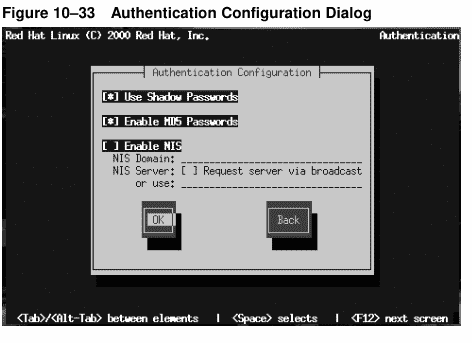 Figure 10–33 Authentication Configuration Dialog
Red Hat Linux (C) 2000 Red Hat, Inc. Authentication
Authentication Configuration
[*] Use Shadow Passwords
[*] Enable MD5 Passwords
[ ] Enable NIS
NIS Domain:
NIS Server: [ ] Request server via broadcast
or use:
OK Back
<Tab>/<Alt-Tab> between elements | <Space> selects | <F12> next screen